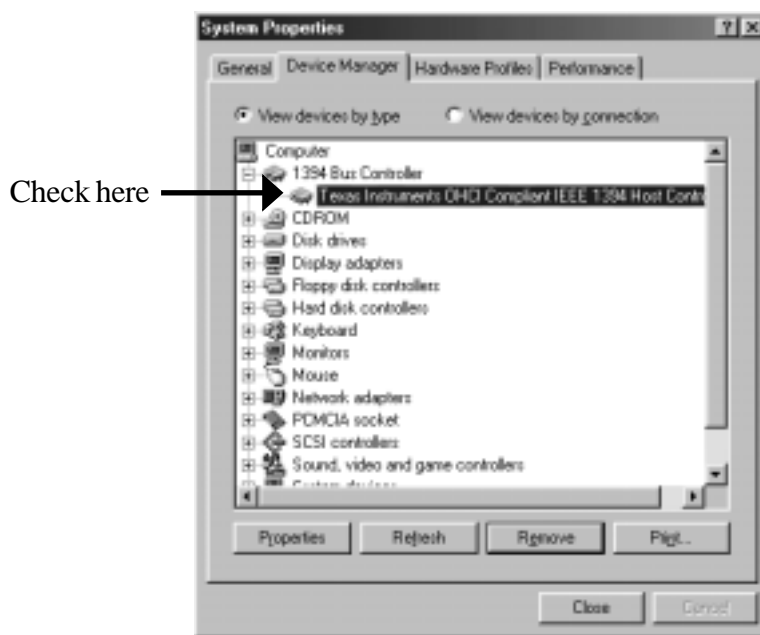 System Properties
General Device Manager Hardware Profiles Performance
View devices by type View devices by connection
Computer
1394 Bus Controller
Check here
Texas Instruments OHCI Compliant IEEE 1394 Host Contr
CDROM
Disk drives
Display adapters
Floppy disk controllers
Hard disk controllers
Keyboard
Monitors
Mouse
Network adapters
PCMCIA socket
SCSI controllers
Sound, video and game controllers
System devices
Properties Refresh Remove Print...
Close Cancel